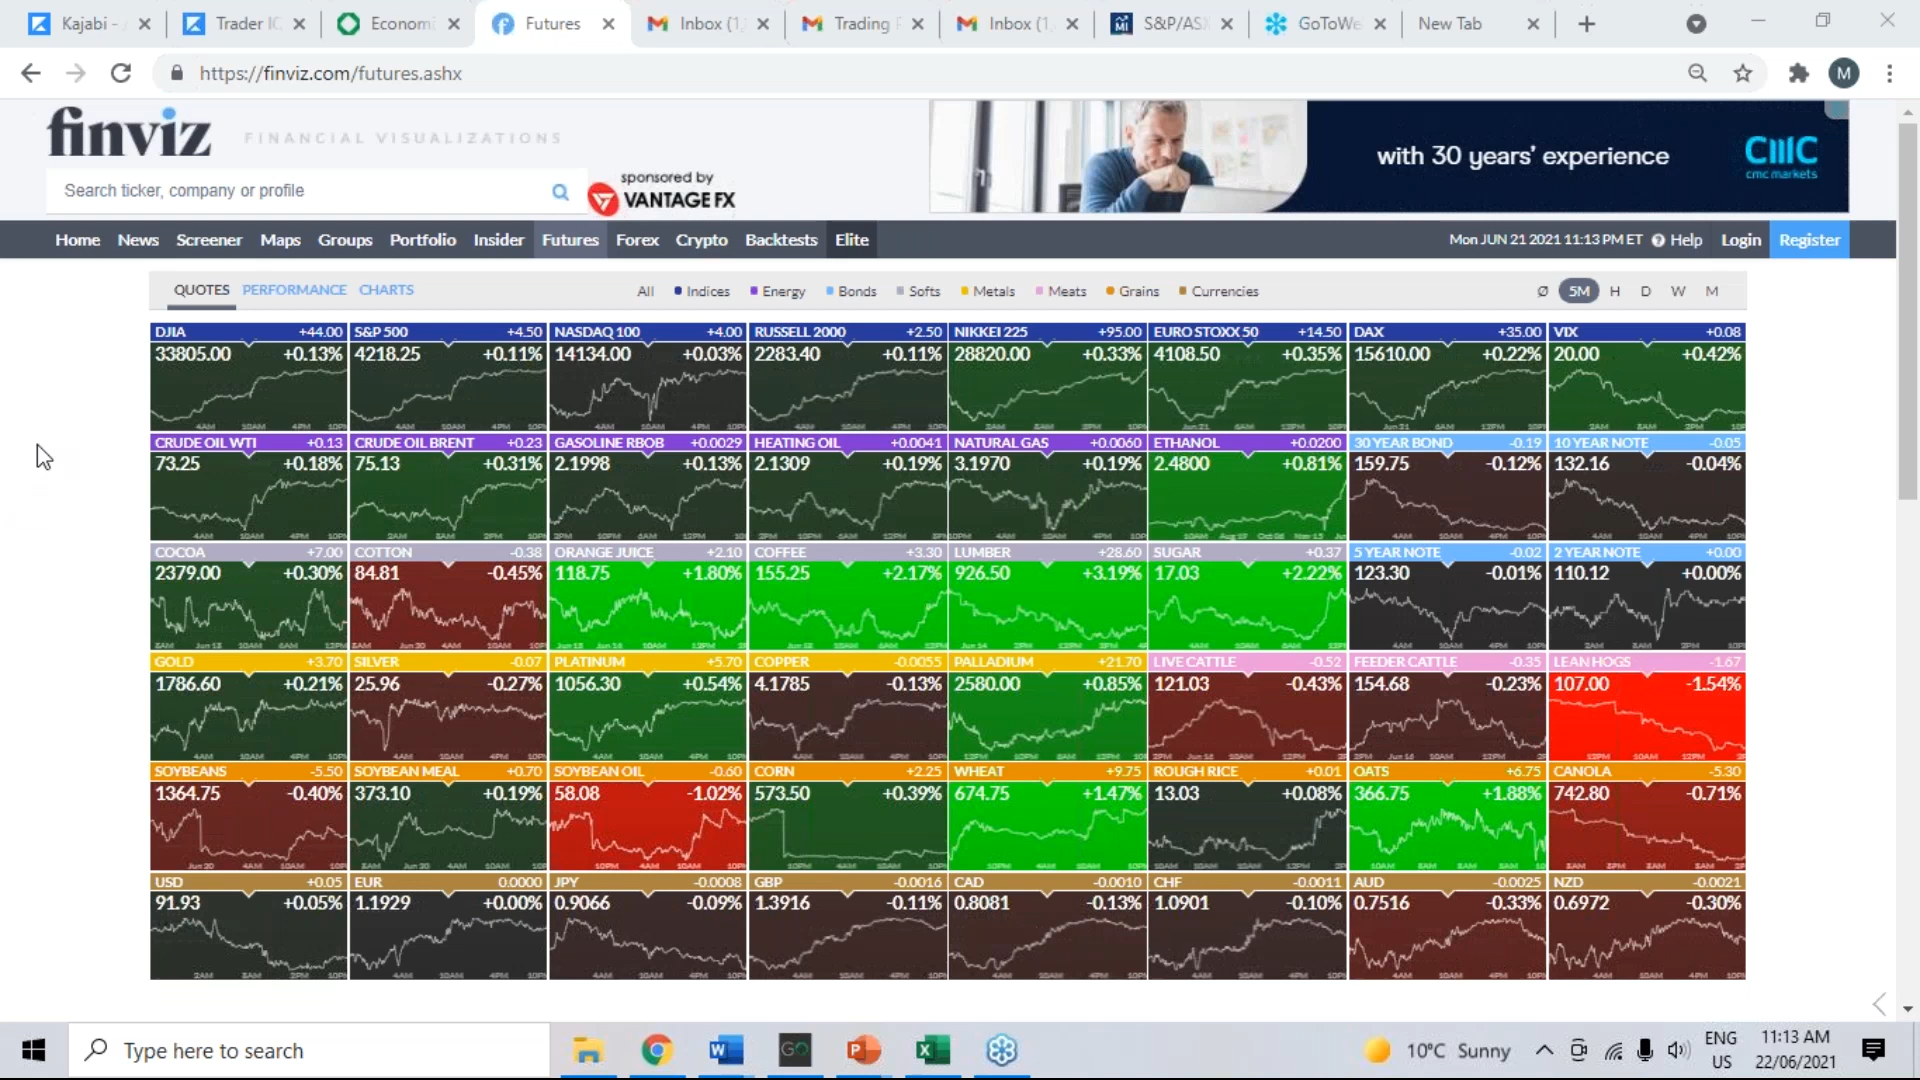 Kajabi -
Trader IC
Economi
Futures
Inbox (1,
Trading F
Inbox (1,
S&P/ASX
GoToWe
New Tab
https://finviz.com/futures.ashx
M
finviz FINANCIAL VISUALIZATIONS
Search ticker, company or profile
sponsored by
VANTAGE FX
with 30 years' experience
CMC
cmc markets
Home News Screener Maps Groups Portfolio Insider Futures Forex Crypto Backtests Elite
Mon JUN 21 2021 11:13 PM ET Help Login Register
QUOTES PERFORMANCE CHARTS
All Indices Energy Bonds Softs Metals Meats Grains Currencies
Ø 5M H D W M
DJIA +44.00 S&P 500 +4.50 NASDAQ 100 +4.00 RUSSELL 2000 +2.50 NIKKEI 225 +95.00 EURO STOXX 50 +14.50 DAX +35.00 VIX +0.08
33805.00 +0.13% 4218.25 +0.11% 14134.00 +0.03% 2283.40 +0.11% 28820.00 +0.33% 4108.50 +0.35% 15610.00 +0.22% 20.00 +0.42%
CRUDE OIL WTI +0.13 CRUDE OIL BRENT +0.23 GASOLINE RBOB +0.0029 HEATING OIL +0.0041 NATURAL GAS +0.0060 ETHANOL +0.0200 30 YEAR BOND -0.19 10 YEAR NOTE -0.05
73.25 +0.18% 75.13 +0.31% 2.1998 +0.13% 2.1309 +0.19% 3.1970 +0.19% 2.4800 +0.81% 159.75 -0.12% 132.16 -0.04%
COCOA +7.00 COTTON -0.38 ORANGE JUICE +2.10 COFFEE +3.30 LUMBER +28.60 SUGAR +0.37 5 YEAR NOTE -0.02 2 YEAR NOTE +0.00
2379.00 +0.30% 84.81 -0.45% 118.75 +1.80% 155.25 +2.17% 926.50 +3.19% 17.03 +2.22% 123.30 -0.01% 110.12 +0.00%
GOLD +3.70 SILVER -0.07 PLATINUM +5.70 COPPER -0.0055 PALLADIUM +21.70 LIVE CATTLE -0.52 FEEDER CATTLE -0.35 LEAN HOGS -1.67
1786.60 +0.21% 25.96 -0.27% 1056.30 +0.54% 4.1785 -0.13% 2580.00 +0.85% 121.03 -0.43% 154.68 -0.23% 107.00 -1.54%
SOYBEANS -5.50 SOYBEAN MEAL +0.70 SOYBEAN OIL -0.60 CORN +2.25 WHEAT +9.75 ROUGH RICE +0.01 OATS +6.75 CANOLA -5.30
1364.75 -0.40% 373.10 +0.19% 58.08 -1.02% 573.50 +0.39% 674.75 +1.47% 13.03 +0.08% 366.75 +1.88% 742.80 -0.71%
USD +0.05 EUR 0.0000 JPY -0.0008 GBP -0.0016 CAD -0.0010 CHF -0.0011 AUD -0.0025 NZD -0.0021
91.93 +0.05% 1.1929 +0.00% 0.9066 -0.09% 1.3916 -0.11% 0.8081 -0.13% 1.0901 -0.10% 0.7516 -0.33% 0.6972 -0.30%
Type here to search
10°C Sunny
ENG
US
11:13 AM
22/06/2021